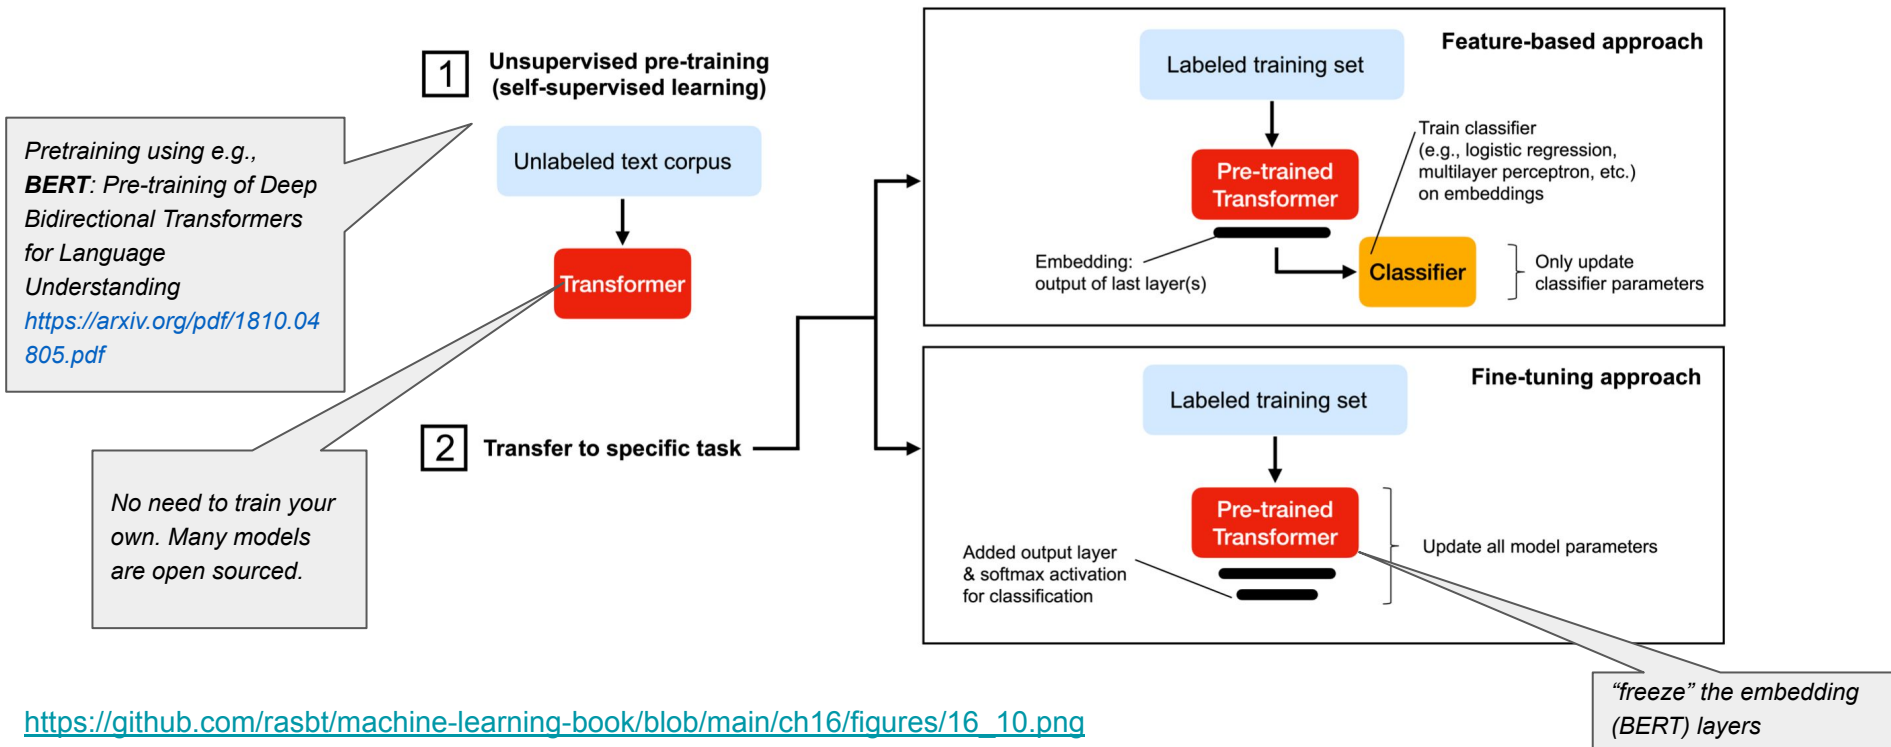 1
Unsupervised pre-training
(self-supervised learning)
Pretraining using e.g.,
BERT: Pre-training of Deep
Bidirectional Transformers
for Language
Understanding
https://arxiv.org/pdf/1810.04
805.pdf
Unlabeled text corpus
Transformer
No need to train your
own. Many models
are open sourced.
2
Transfer to specific task
Feature-based approach
Labeled training set
Pre-trained
Transformer
Train classifier
(e.g., logistic regression,
multilayer perceptron, etc.)
on embeddings
Embedding:
output of last layer(s)
Classifier
Only update
classifier parameters
Fine-tuning approach
Labeled training set
Pre-trained
Transformer
Added output layer
& softmax activation
for classification
Update all model parameters
“freeze” the embedding
(BERT) layers
https://github.com/rasbt/machine-learning-book/blob/main/ch16/figures/16_10.png